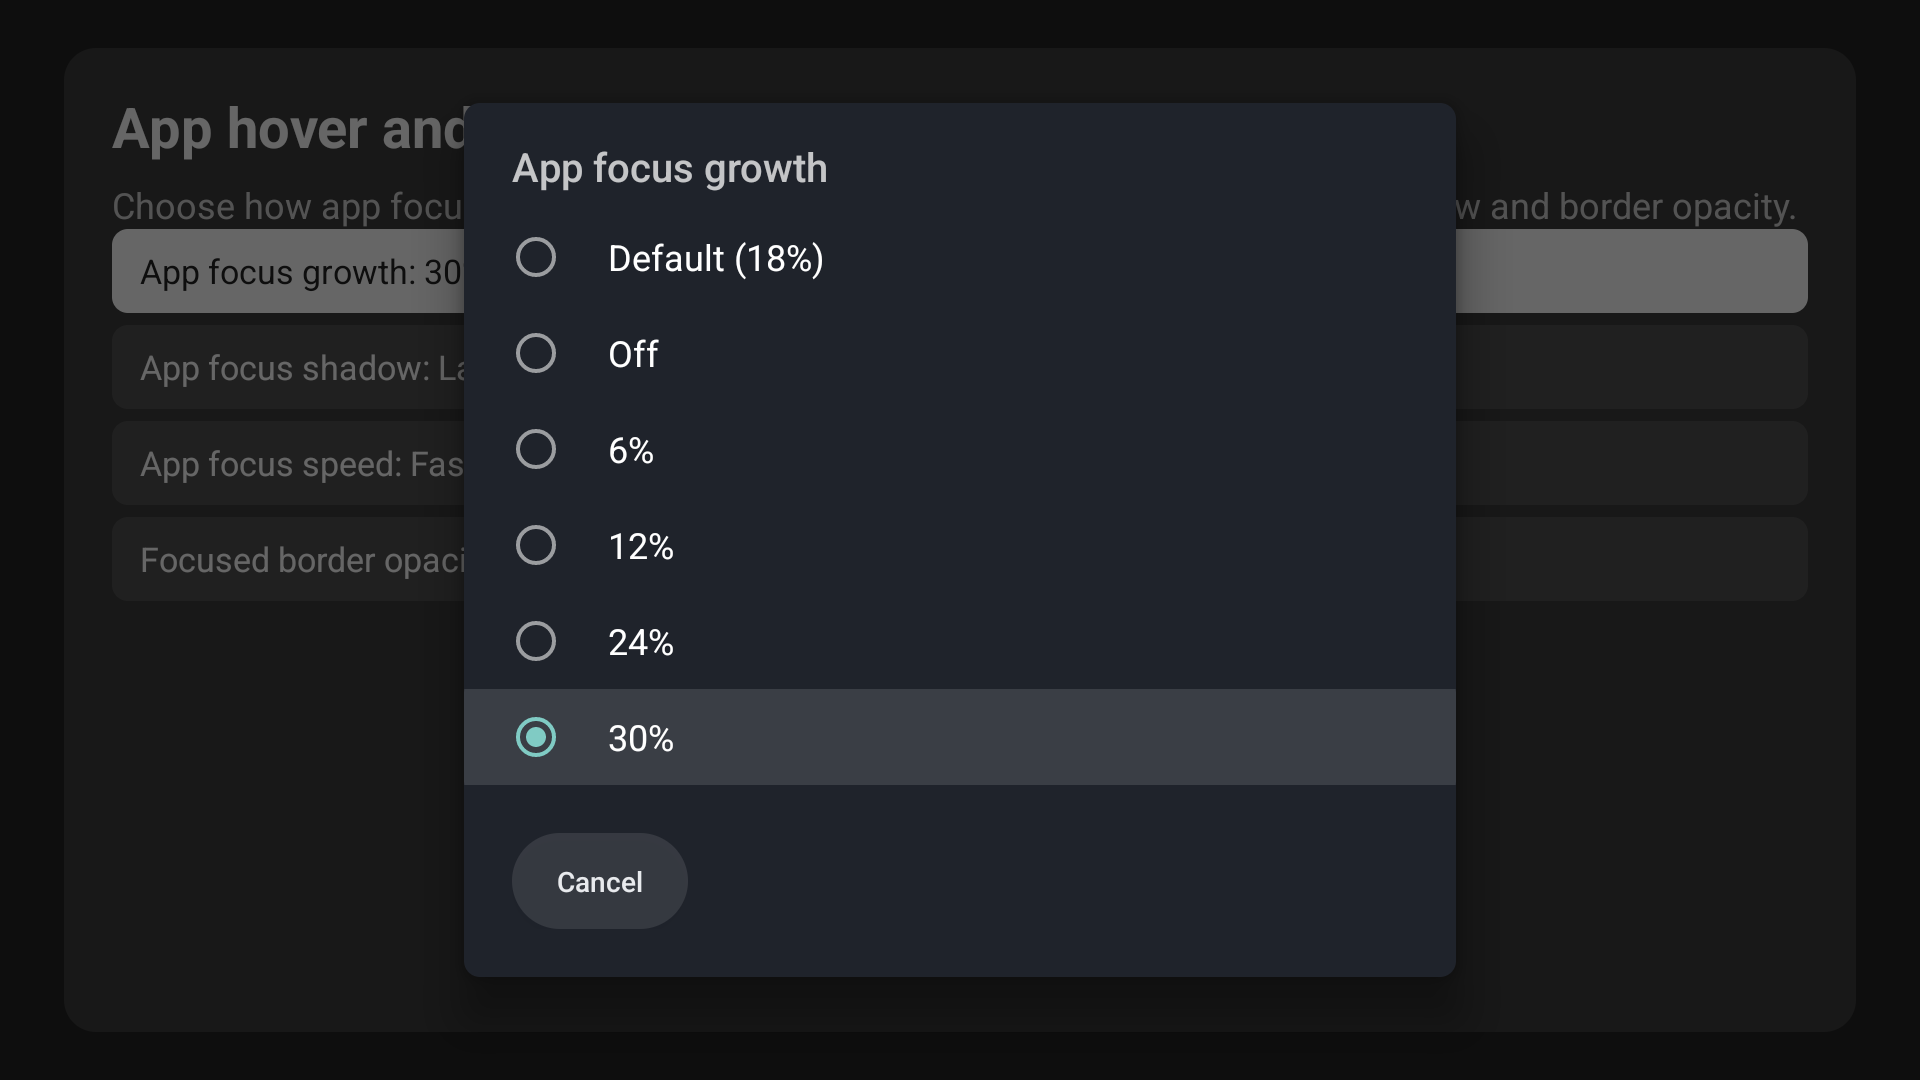 App hover and
Choose how app focu
w and border opacity.
App focus growth: 30
App focus shadow: La
App focus speed: Fas
Focused border opaci
App focus growth
Default (18%)
Off
6%
12%
24%
30%
Cancel